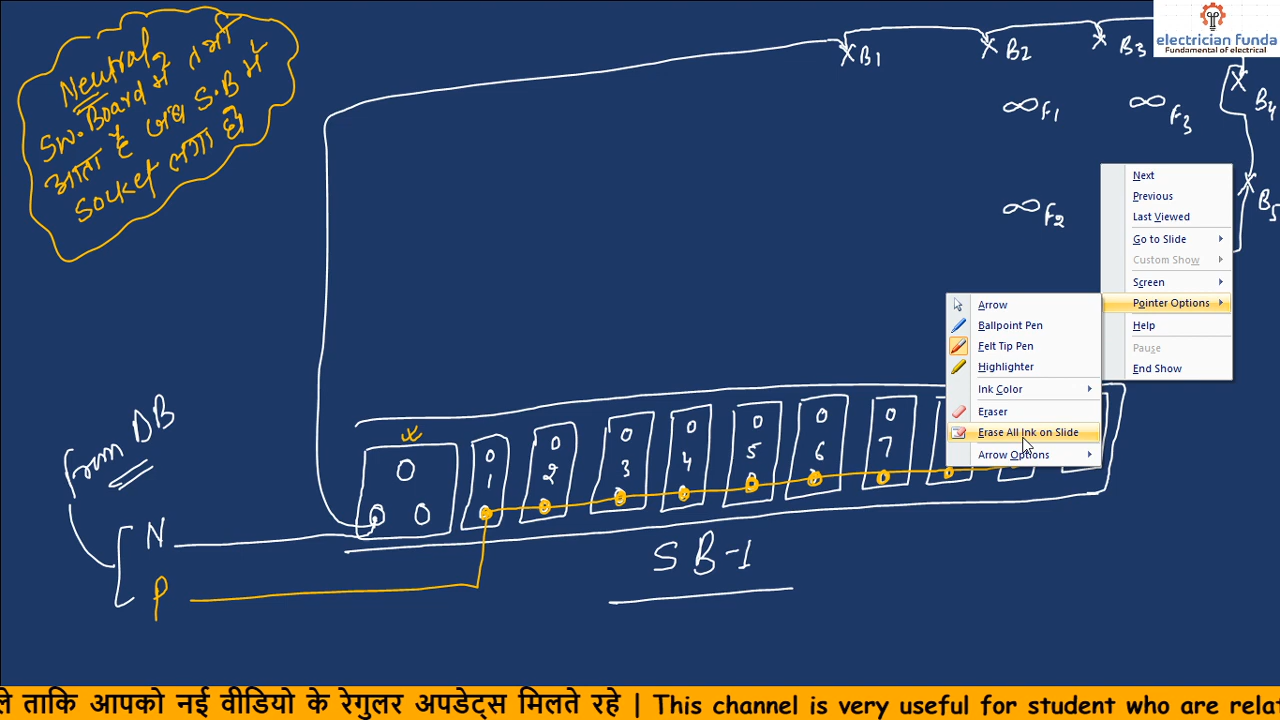 Neutral
Sw.Board में तभी
आता है जब S.B में
socket लगा हो
B1
B2
B3
electrician funda
Fundamental of electrical
B4
F1
F3
F2
B5
Next
Previous
Last Viewed
Go to Slide
Custom Show
Screen
Pointer Options
Help
Pause
End Show
Arrow
Ballpoint Pen
Felt Tip Pen
Highlighter
Ink Color
Eraser
Erase All Ink on Slide
Arrow Options
from DB
1 2 3 4 5 6 7
N
P
SB-1
ले ताकि आपको नई वीडियो के रेगुलर अपडेट्स मिलते रहे | This channel is very useful for student who are rela